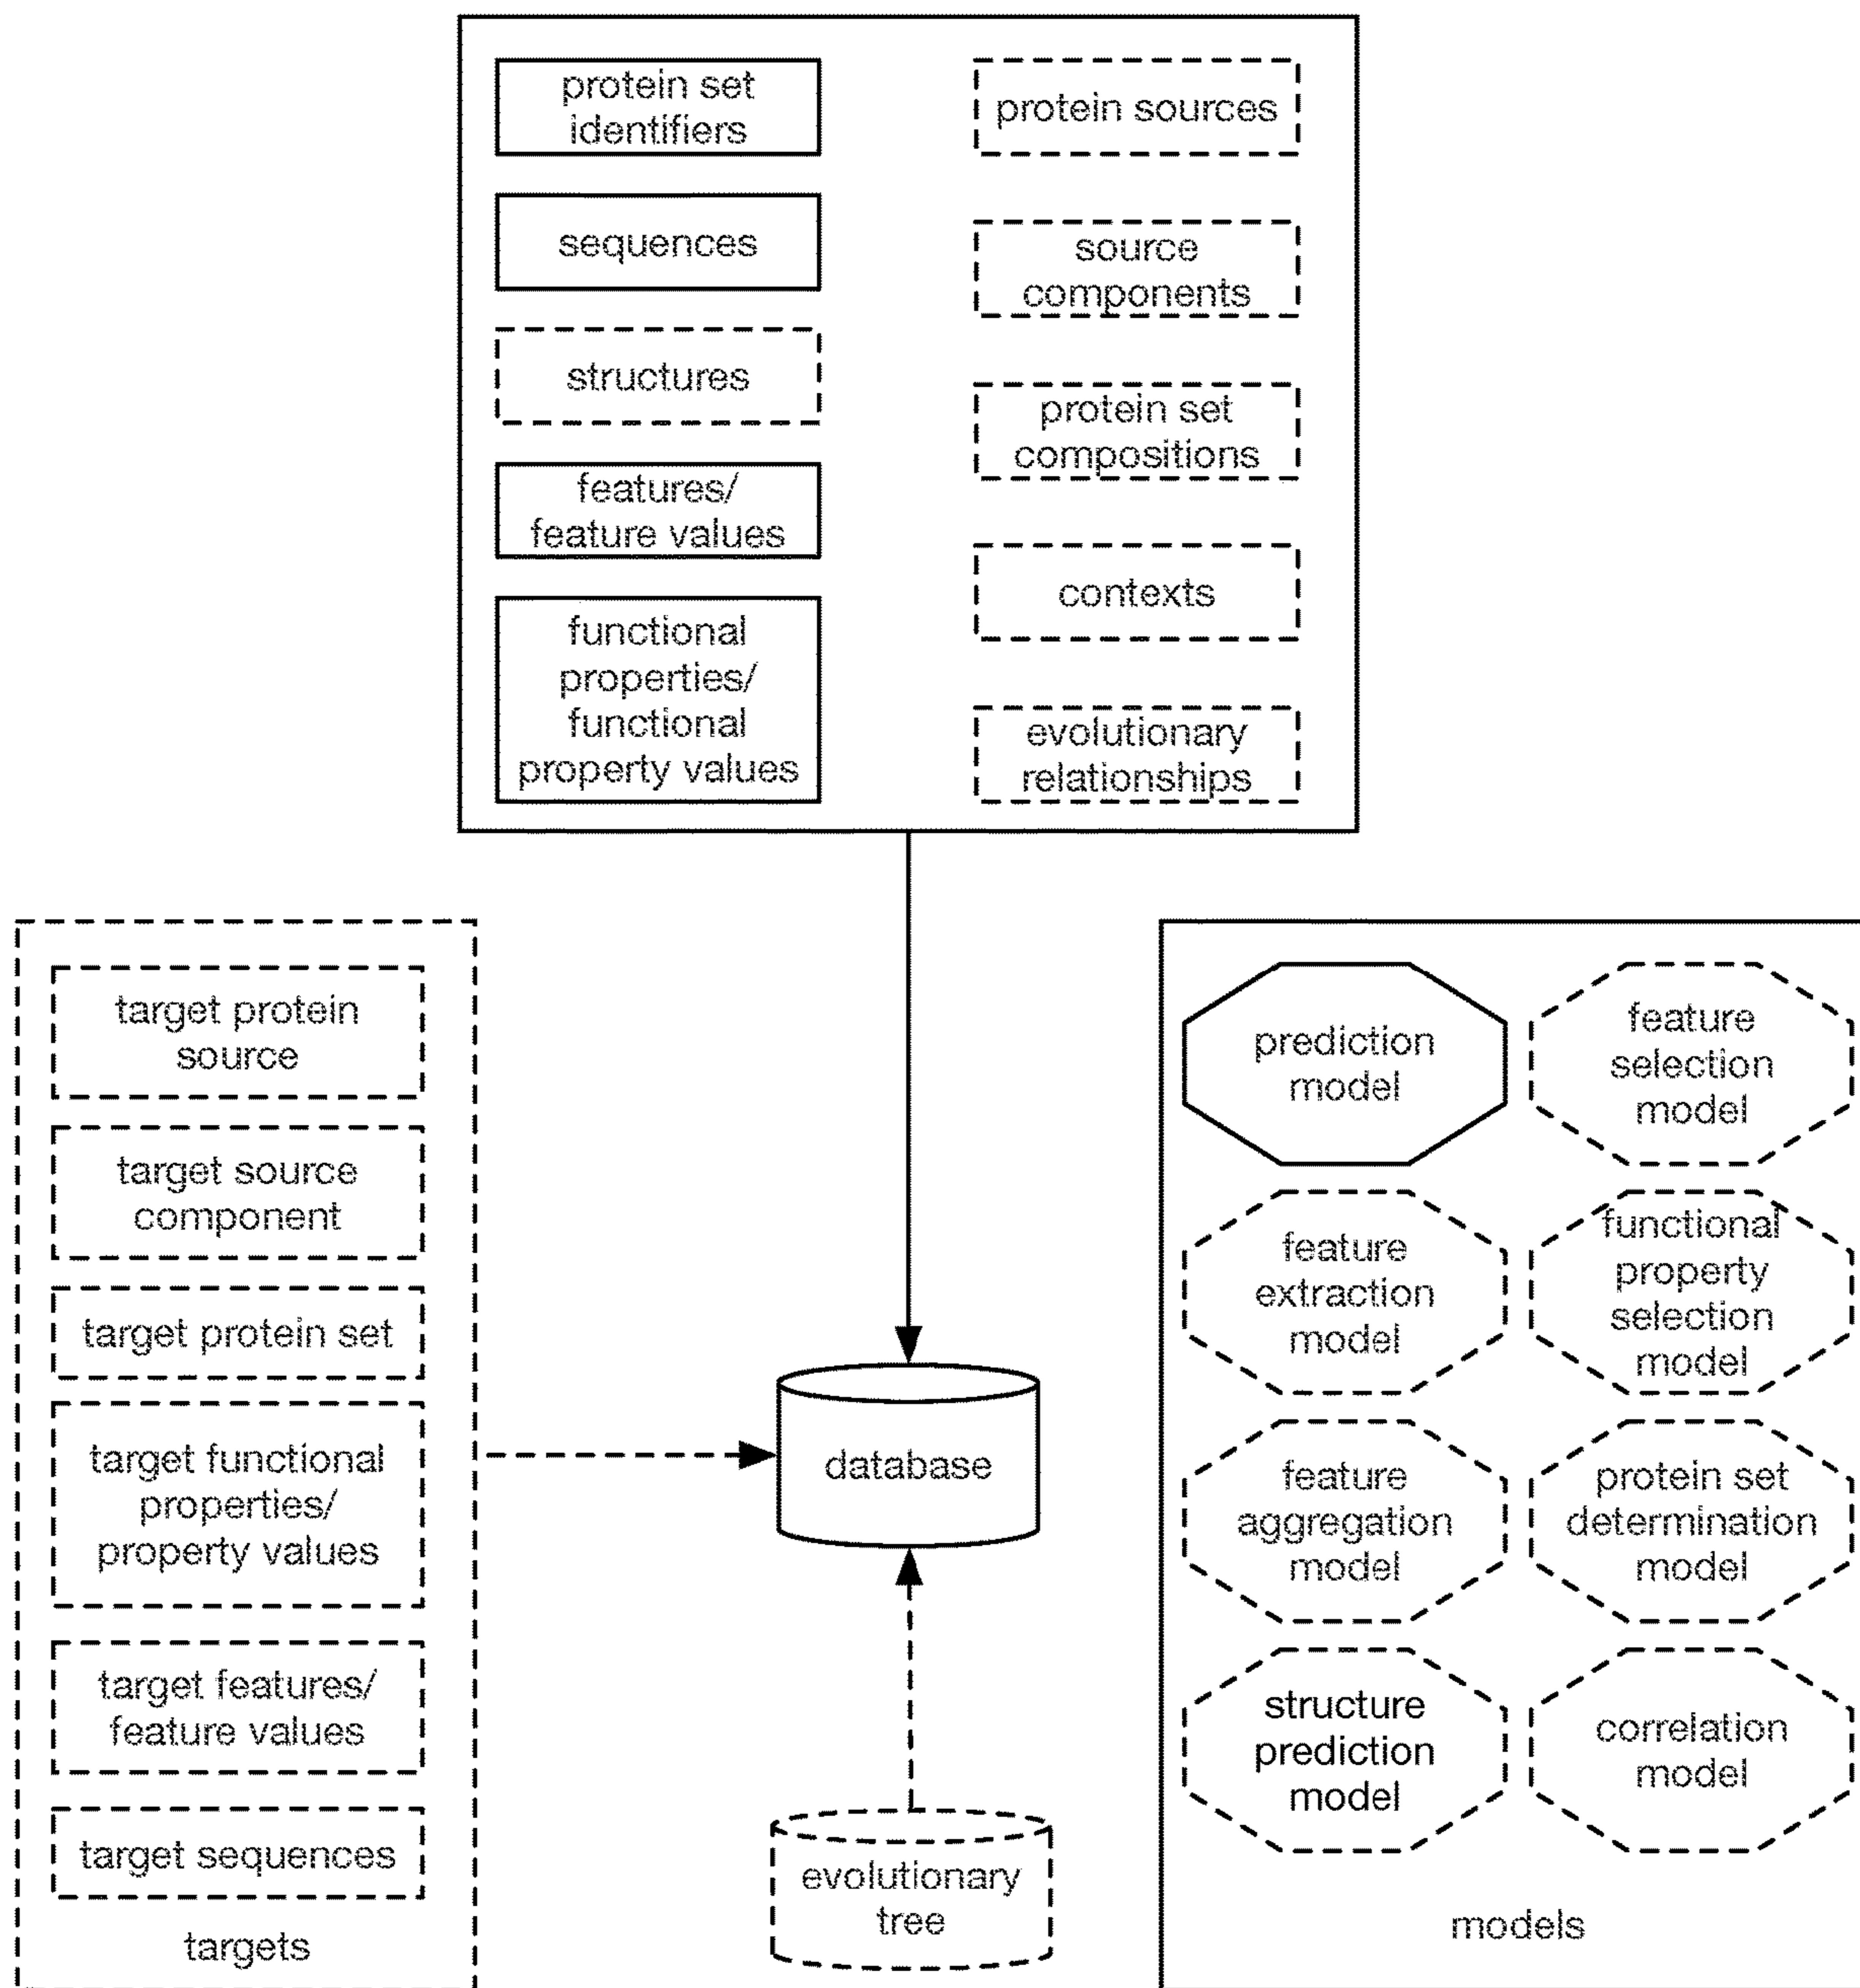 protein set
identifiers
sequences
structures
features/
feature values
functional
properties/
functional
property values
protein sources
source
components
protein set
compositions
contexts
evolutionary
relationships
target protein
source
target source
component
target protein set
target functional
properties/
property values
target features/
feature values
target sequences
targets
database
evolutionary
tree
prediction
model
feature
selection
model
feature
extraction
model
functional
property
selection
model
feature
aggregation
model
protein set
determination
model
structure
prediction
model
correlation
model
models